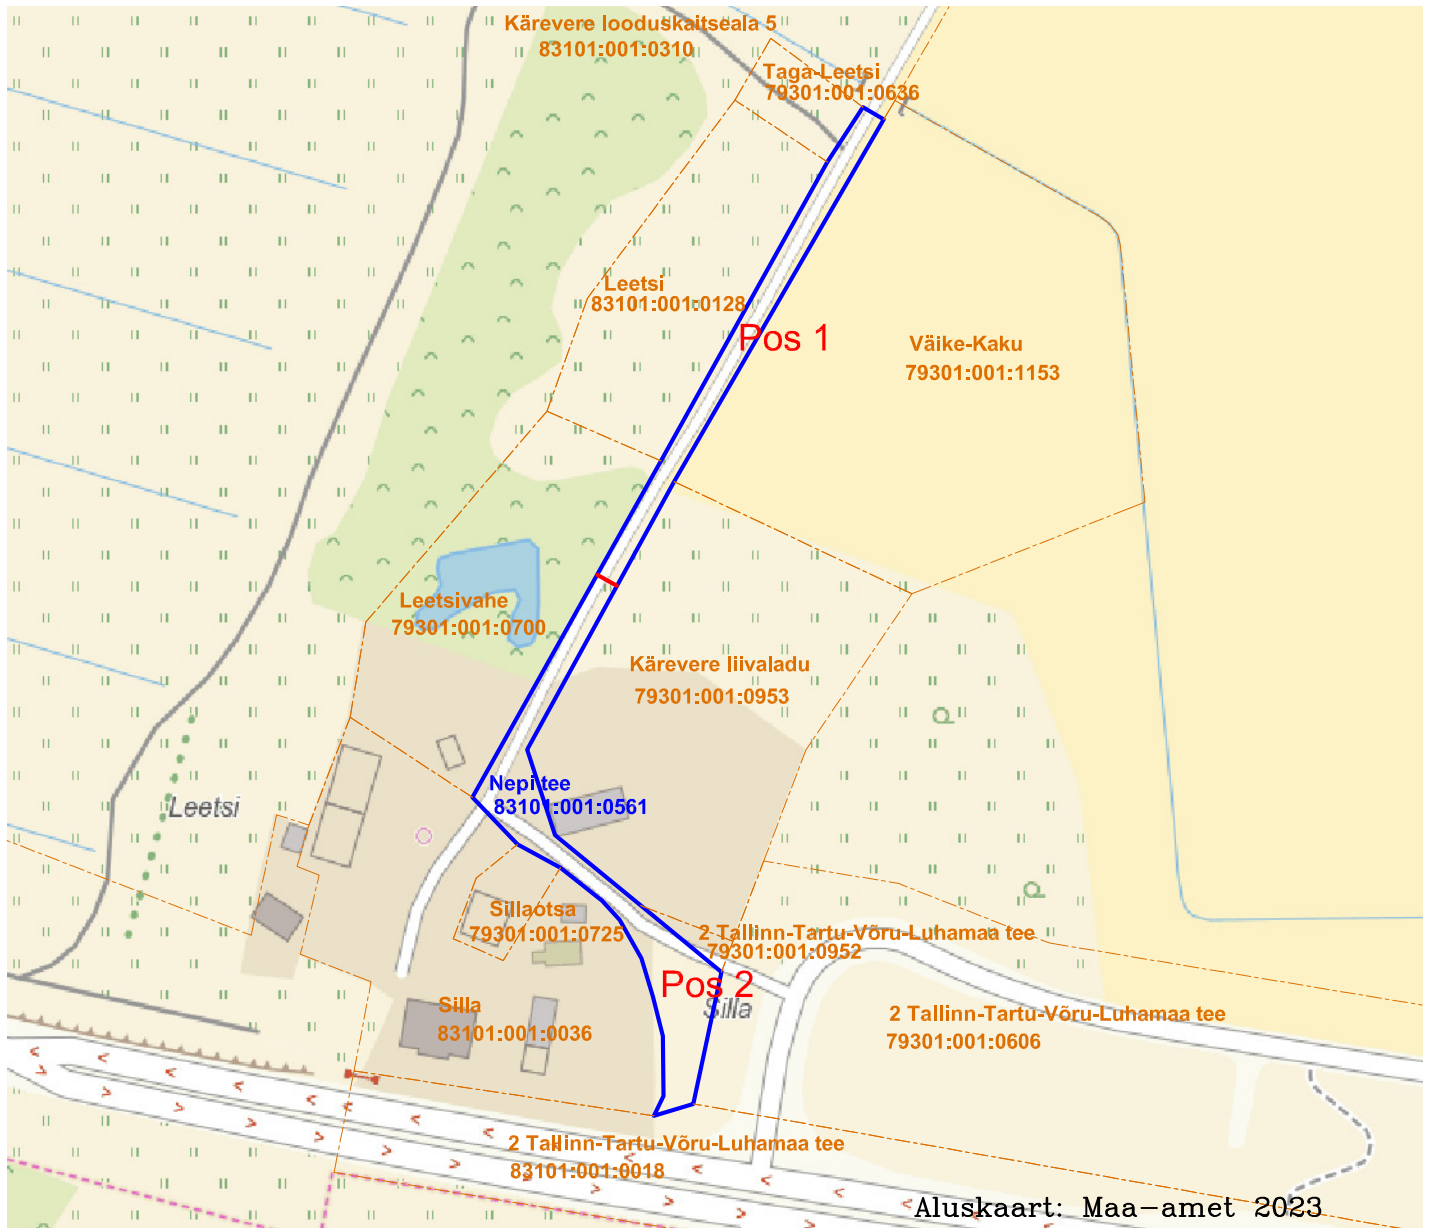 Kärevere looduskaitseala 5
83101:001:0310
Taga-Leetsi
79301:001:0636
Leetsi
83101:001:0128
Pos 1
Väike-Kaku
79301:001:1153
Leetsivahe
79301:001:0700
Kärevere liivaladu
79301:001:0953
Nepi tee
83101:001:0561
Leetsi
Sillaotsa
79301:001:0725
2 Tallinn-Tartu-Võru-Luhamaa tee
79301:001:0952
Pos 2
Silla
Silla
83101:001:0036
2 Tallinn-Tartu-Võru-Luhamaa tee
79301:001:0606
2 Tallinn-Tartu-Võru-Luhamaa tee
83101:001:0018
Aluskaart: Maa-amet 2023